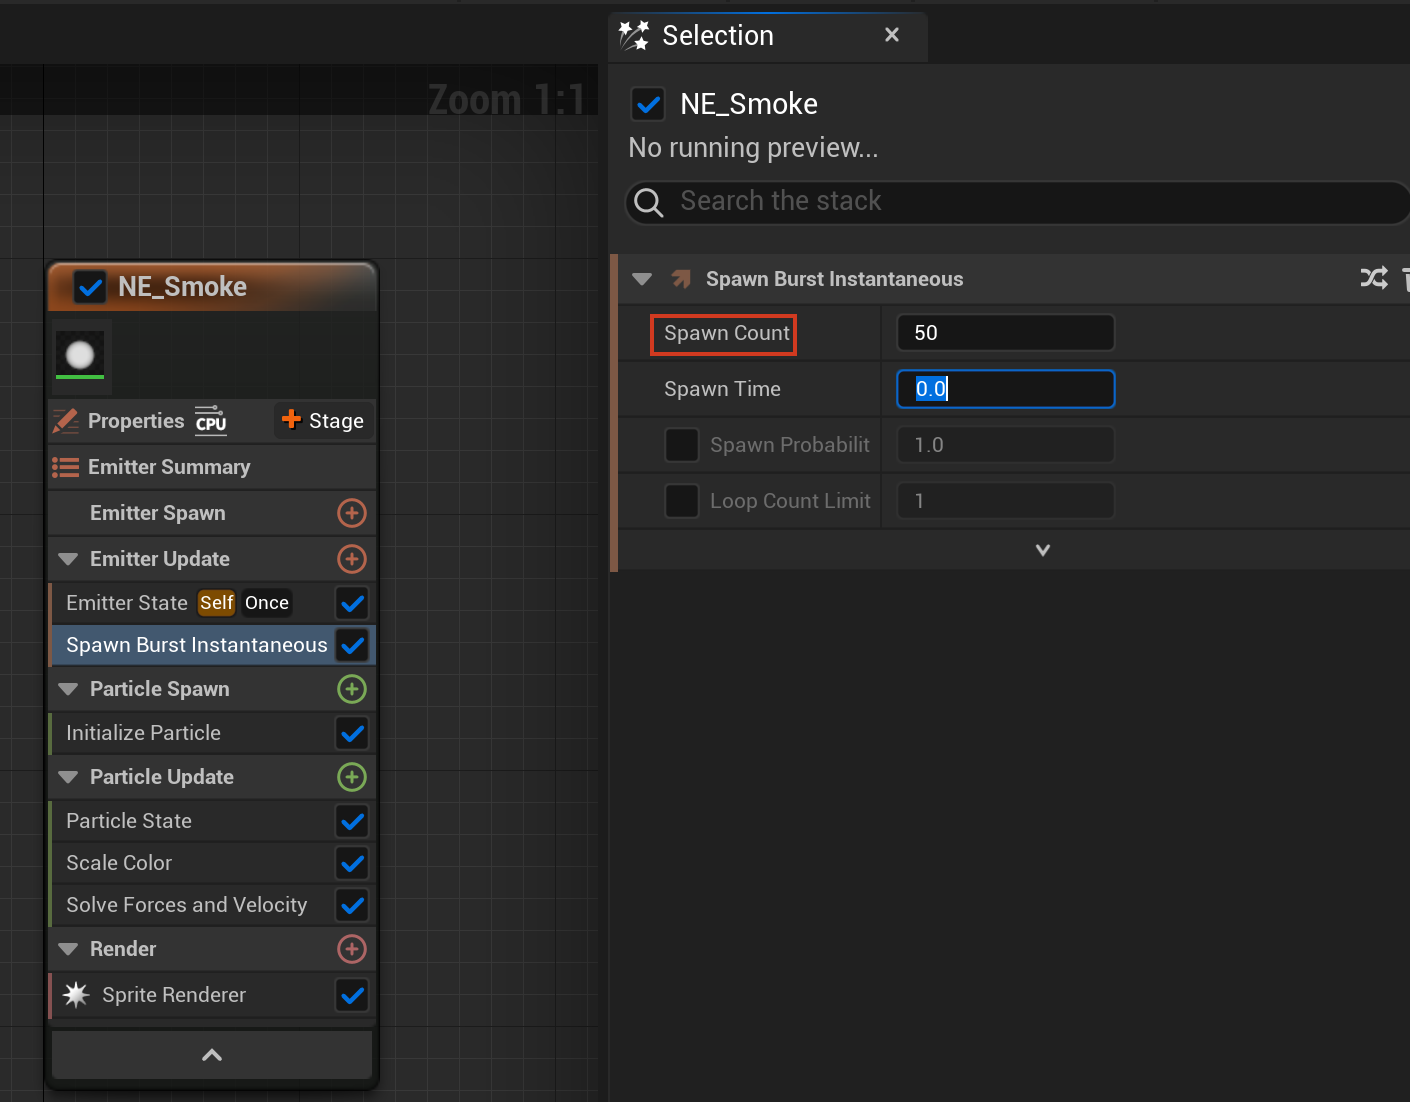 Zoom 1:1
NE_Smoke
Properties CPU Stage
Emitter Summary
Emitter Spawn
Emitter Update
Emitter State Self Once
Spawn Burst Instantaneous
Particle Spawn
Initialize Particle
Particle Update
Particle State
Scale Color
Solve Forces and Velocity
Render
Sprite Renderer
Selection
NE_Smoke
No running preview...
Search the stack
Spawn Burst Instantaneous
Spawn Count 50
Spawn Time 0.0
Spawn Probabilit 1.0
Loop Count Limit 1